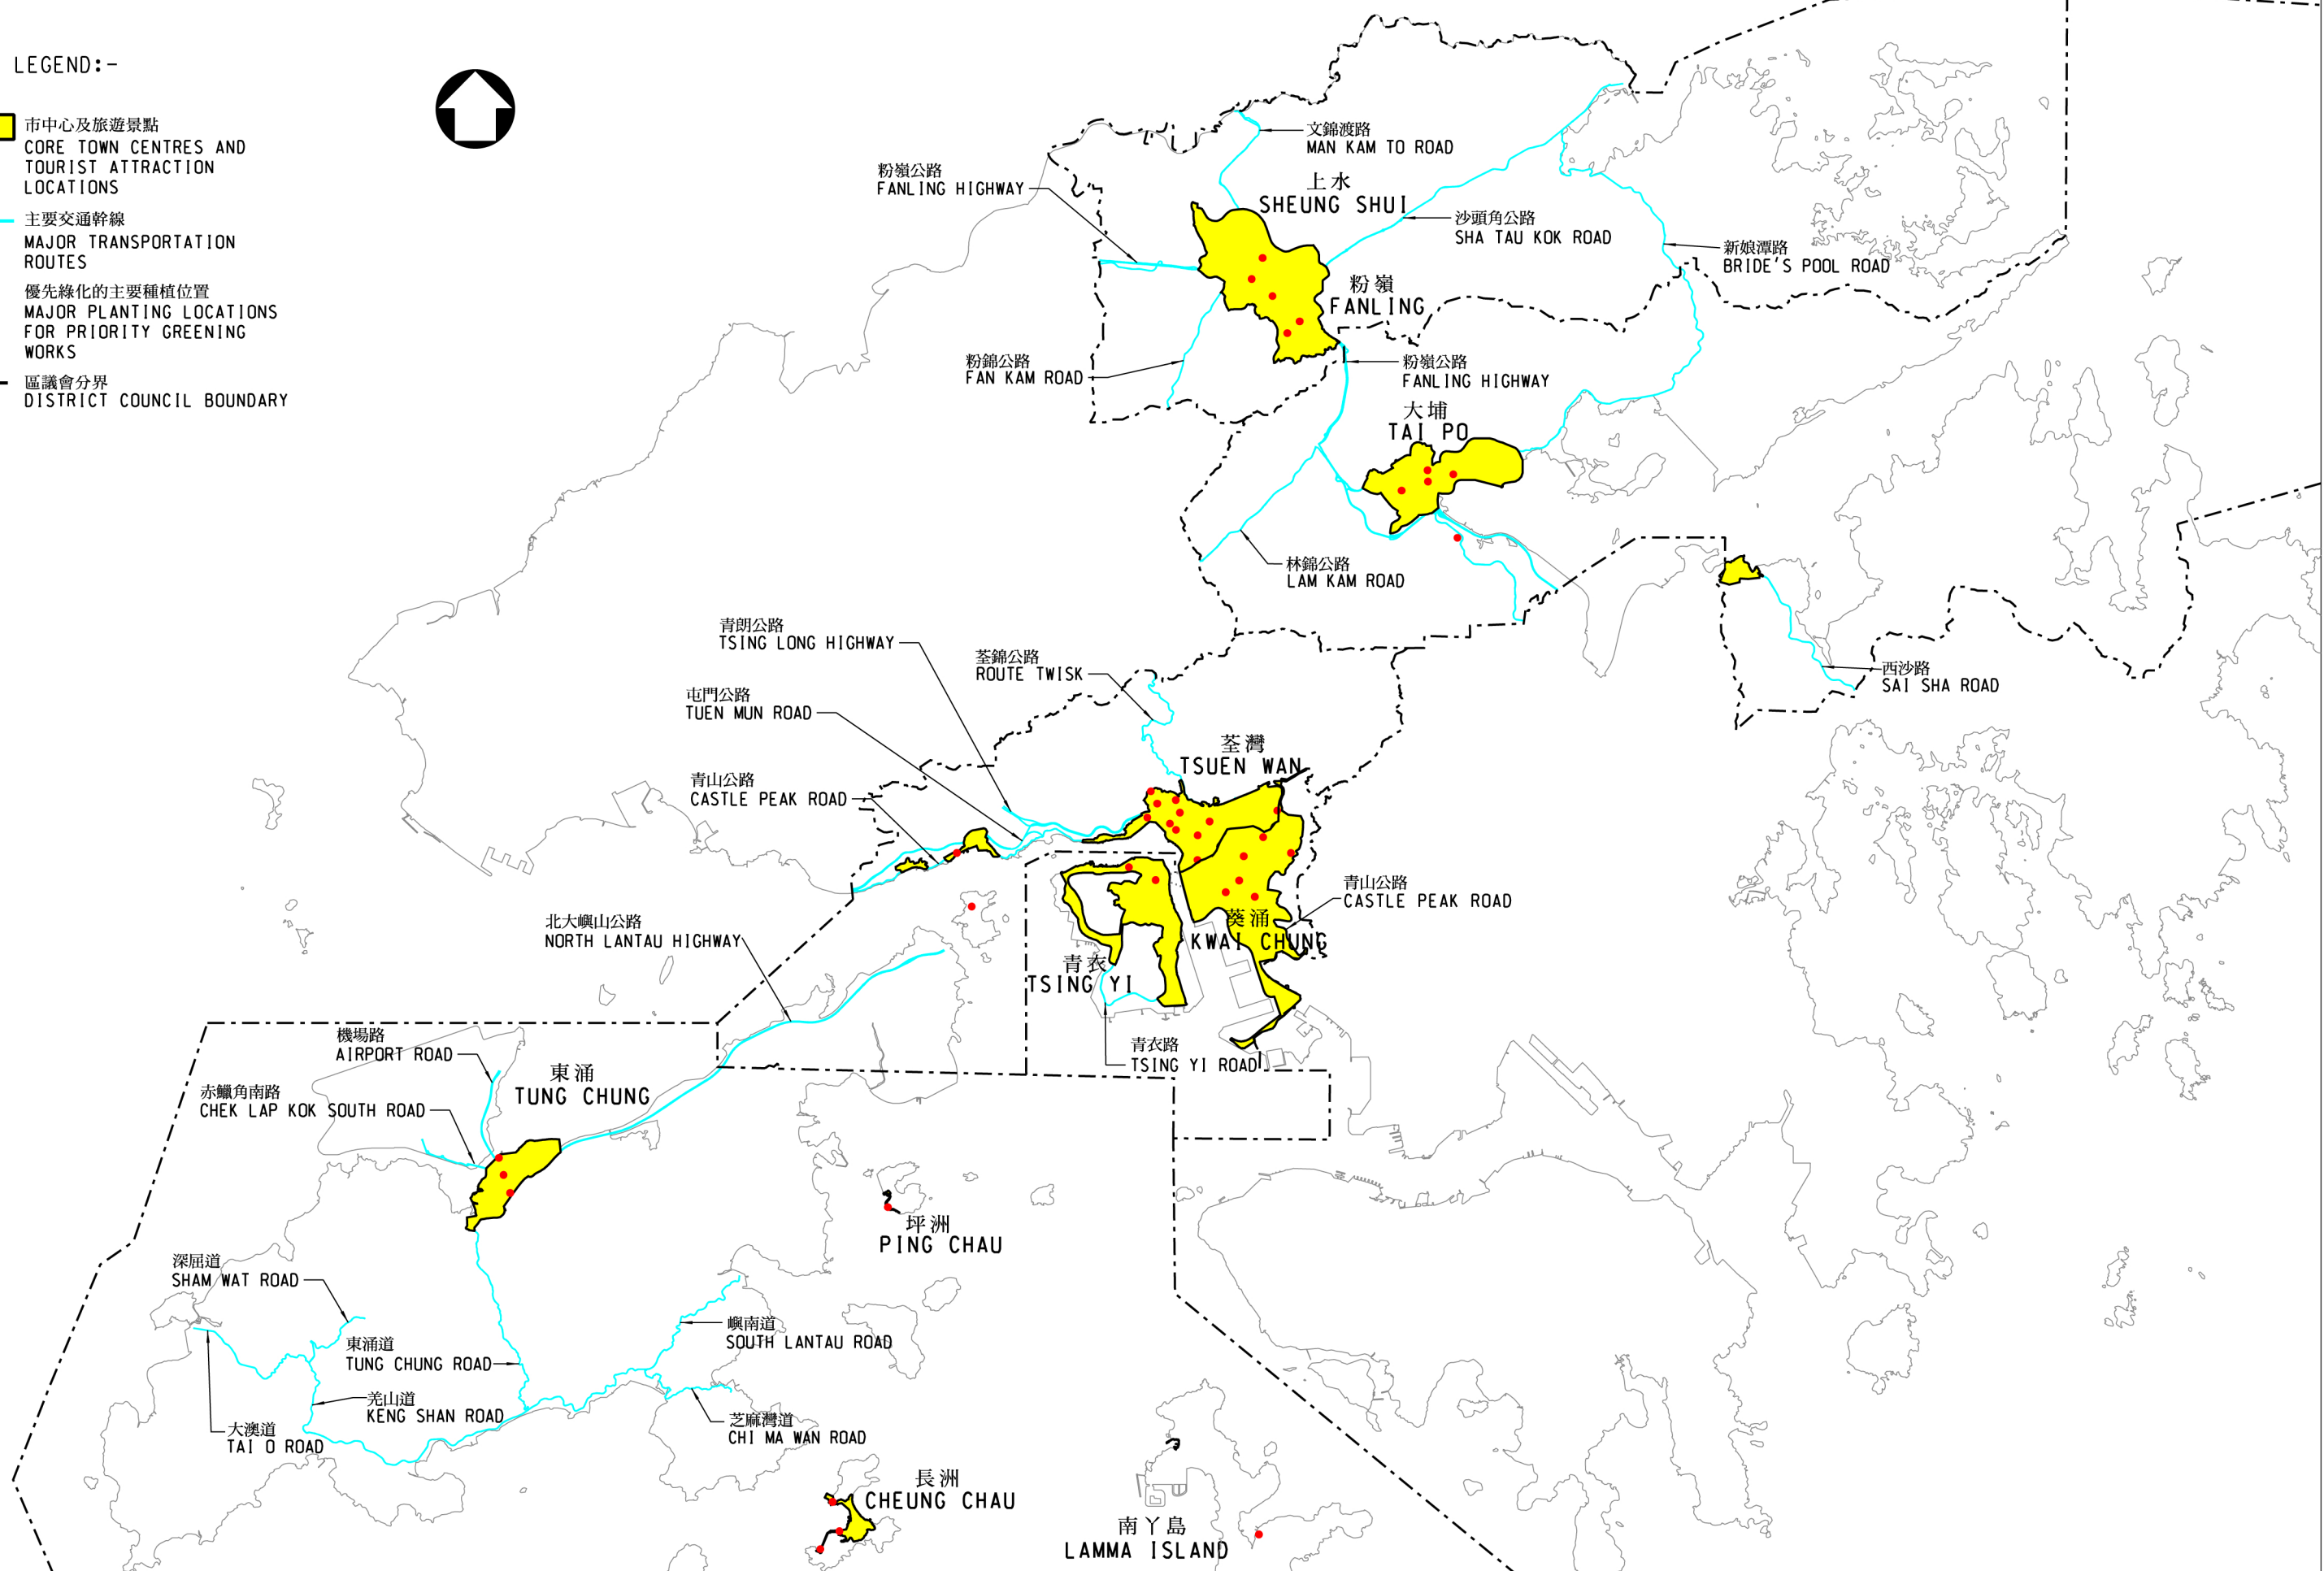 LEGEND:-
市中心及旅遊景點
CORE TOWN CENTRES AND
TOURIST ATTRACTION
LOCATIONS
主要交通幹線
MAJOR TRANSPORTATION
ROUTES
優先綠化的主要種植位置
MAJOR PLANTING LOCATIONS
FOR PRIORITY GREENING
WORKS
區議會分界
DISTRICT COUNCIL BOUNDARY
文錦渡路
MAN KAM TO ROAD
粉嶺公路
FANLING HIGHWAY
上水
SHEUNG SHUI
沙頭角公路
SHA TAU KOK ROAD
新娘潭路
BRIDE'S POOL ROAD
粉嶺
FANLING
粉錦公路
FAN KAM ROAD
粉嶺公路
FANLING HIGHWAY
大埔
TAI PO
林錦公路
LAM KAM ROAD
青朗公路
TSING LONG HIGHWAY
荃錦公路
ROUTE TWISK
西沙路
SAI SHA ROAD
屯門公路
TUEN MUN ROAD
荃灣
TSUEN WAN
青山公路
CASTLE PEAK ROAD
青山公路
CASTLE PEAK ROAD
北大嶼山公路
NORTH LANTAU HIGHWAY
葵涌
KWAI CHUNG
青衣
TSING YI
機場路
AIRPORT ROAD
青衣路
TSING YI ROAD
東涌
TUNG CHUNG
赤鱲角南路
CHEK LAP KOK SOUTH ROAD
坪洲
PING CHAU
深屈道
SHAM WAT ROAD
嶼南道
SOUTH LANTAU ROAD
東涌道
TUNG CHUNG ROAD
羌山道
KENG SHAN ROAD
大澳道
TAI O ROAD
芝麻灣道
CHI MA WAN ROAD
長洲
CHEUNG CHAU
南丫島
LAMMA ISLAND